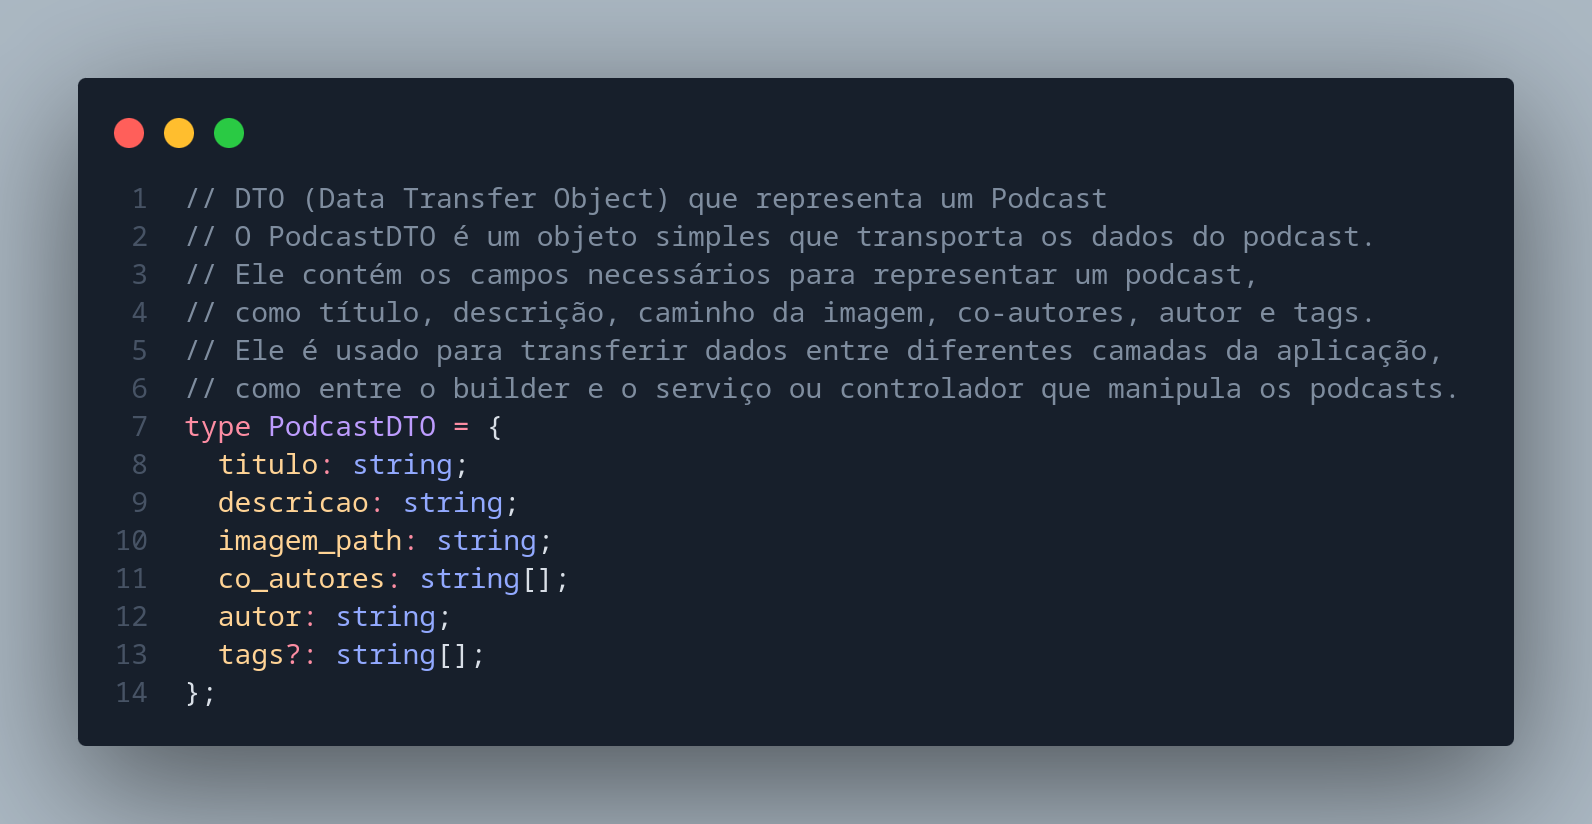 1 // DTO (Data Transfer Object) que representa um Podcast
2 // O PodcastDTO é um objeto simples que transporta os dados do podcast.
3 // Ele contém os campos necessários para representar um podcast,
4 // como título, descrição, caminho da imagem, co-autores, autor e tags.
5 // Ele é usado para transferir dados entre diferentes camadas da aplicação,
6 // como entre o builder e o serviço ou controlador que manipula os podcasts.
7 type PodcastDTO = {
8   titulo: string;
9   descricao: string;
10   imagem_path: string;
11   co_autores: string[];
12   autor: string;
13   tags?: string[];
14 };